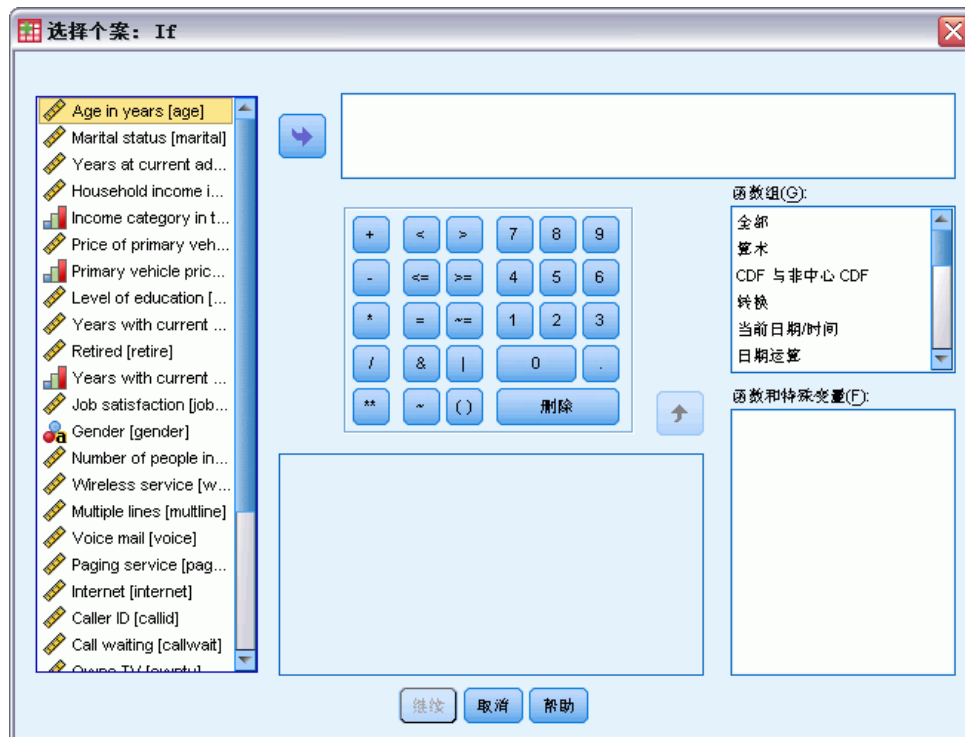 选择个案: If
Age in years [age]
Marital status [marital]
Years at current ad...
Household income i...
Income category in t...
Price of primary veh...
Primary vehicle pric...
Level of education [...
Years with current ...
Retired [retire]
Years with current ...
Job satisfaction [job...
Gender [gender]
Number of people in...
Wireless service [w...
Multiple lines [multline]
Voice mail [voice]
Paging service [pag...
Internet [internet]
Caller ID [callid]
Call waiting [callwait]
Owns TV [owntv]
+ < > 7 8 9
- <= >= 4 5 6
* = ~= 1 2 3
/ & | 0 .
** ~ ( ) 删除
函数组(G):
全部
算术
CDF 与非中心 CDF
转换
当前日期/时间
日期运算
函数和特殊变量(F):
继续 取消 帮助